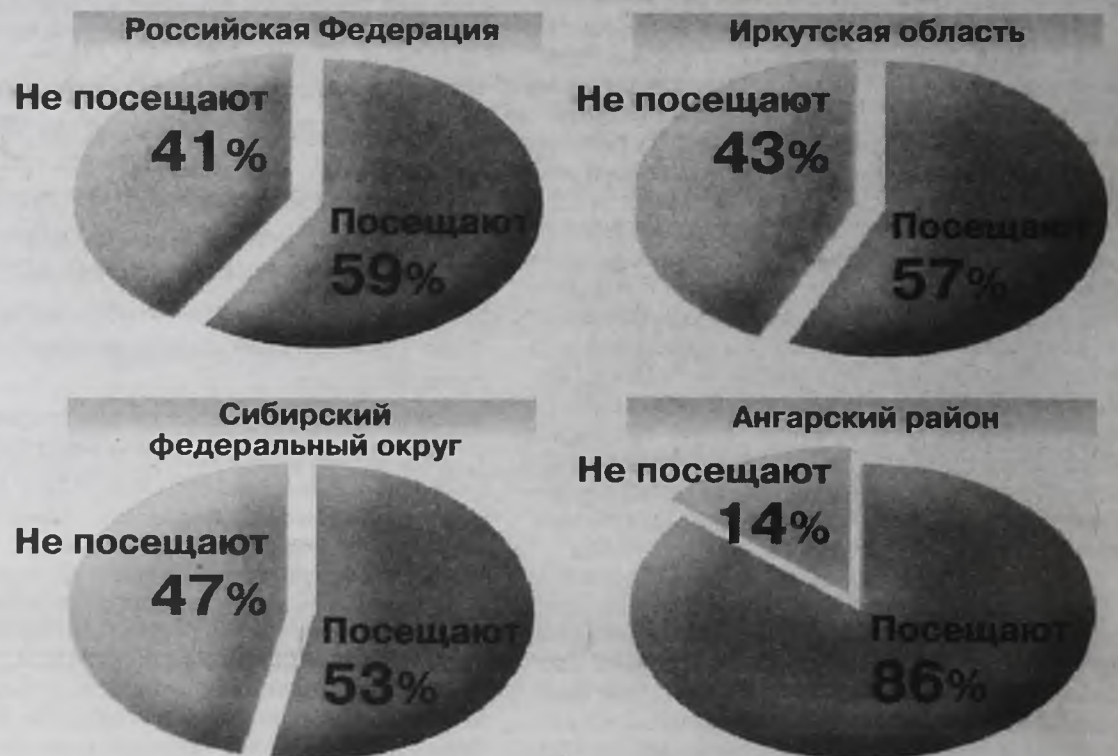 Российская Федерация
Не посещают
41%
Посещают
59%
Иркутская область
Не посещают
43%
Посещают
57%
Сибирский
федеральный округ
Не посещают
47%
Посещают
53%
Ангарский район
Не посещают
14%
Посещают
86%